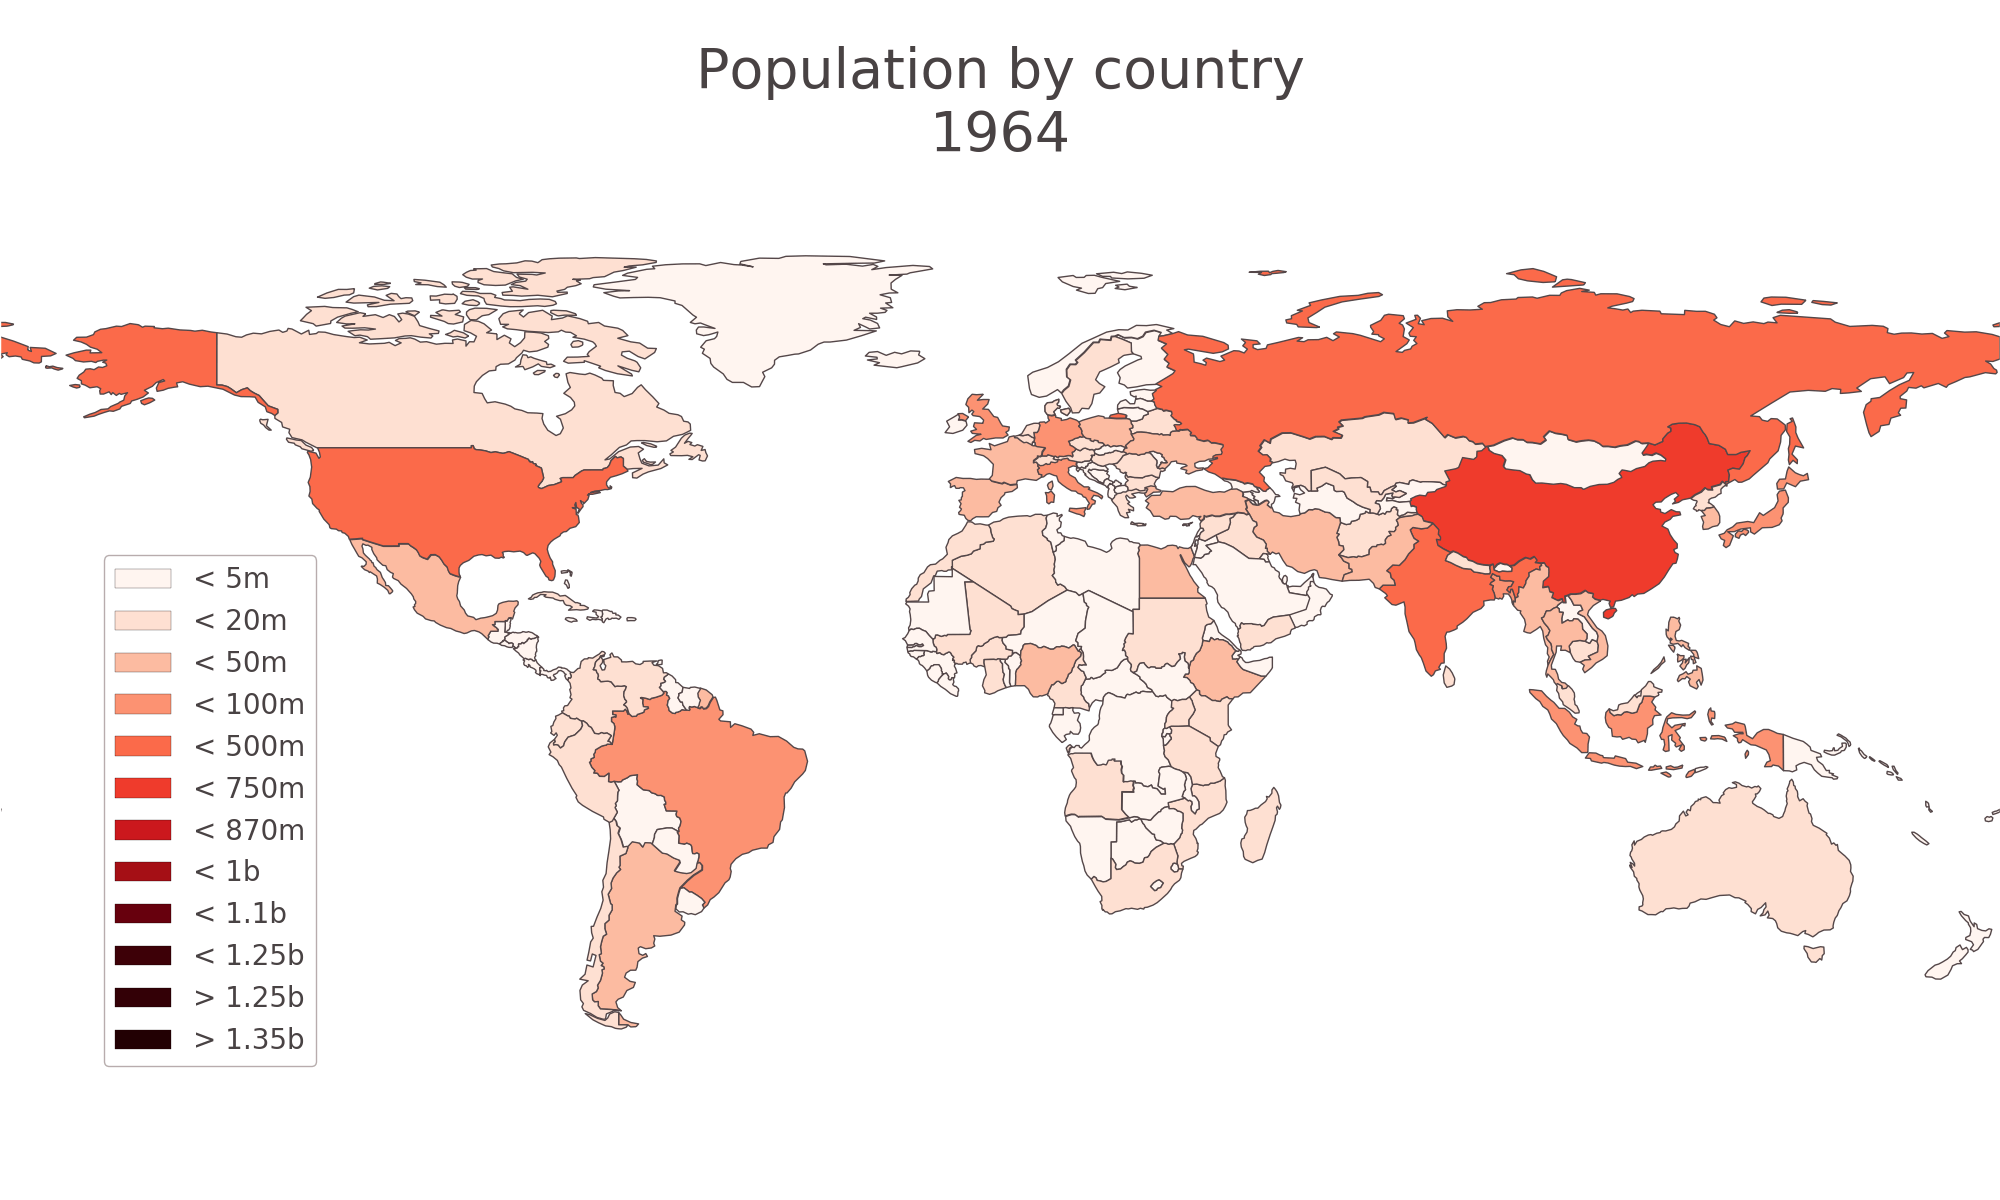 Population by country
1964
< 5m
< 20m
< 50m
< 100m
< 500m
< 750m
< 870m
< 1b
< 1.1b
< 1.25b
> 1.25b
> 1.35b